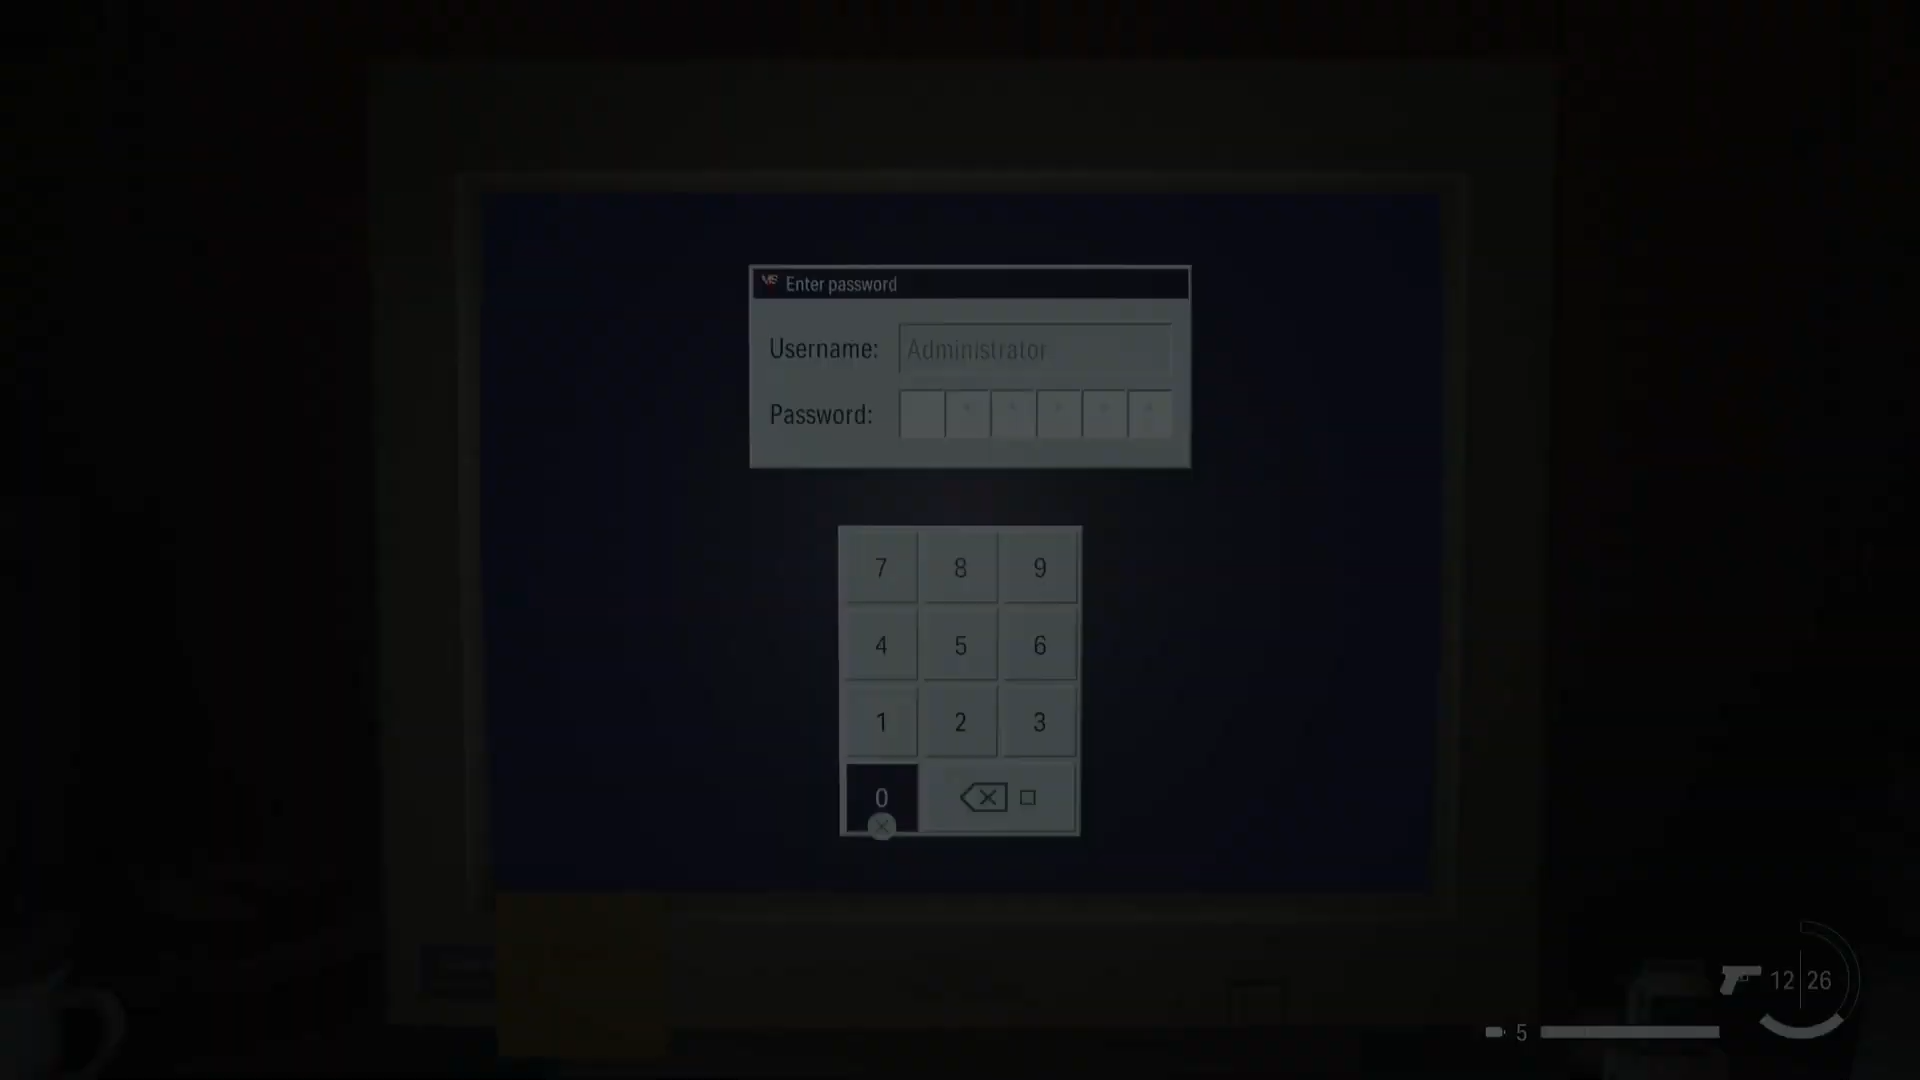 Enter password
Username: Administrator
Password: * * * * *
7 8 9
4 5 6
1 2 3
0
12 26
5